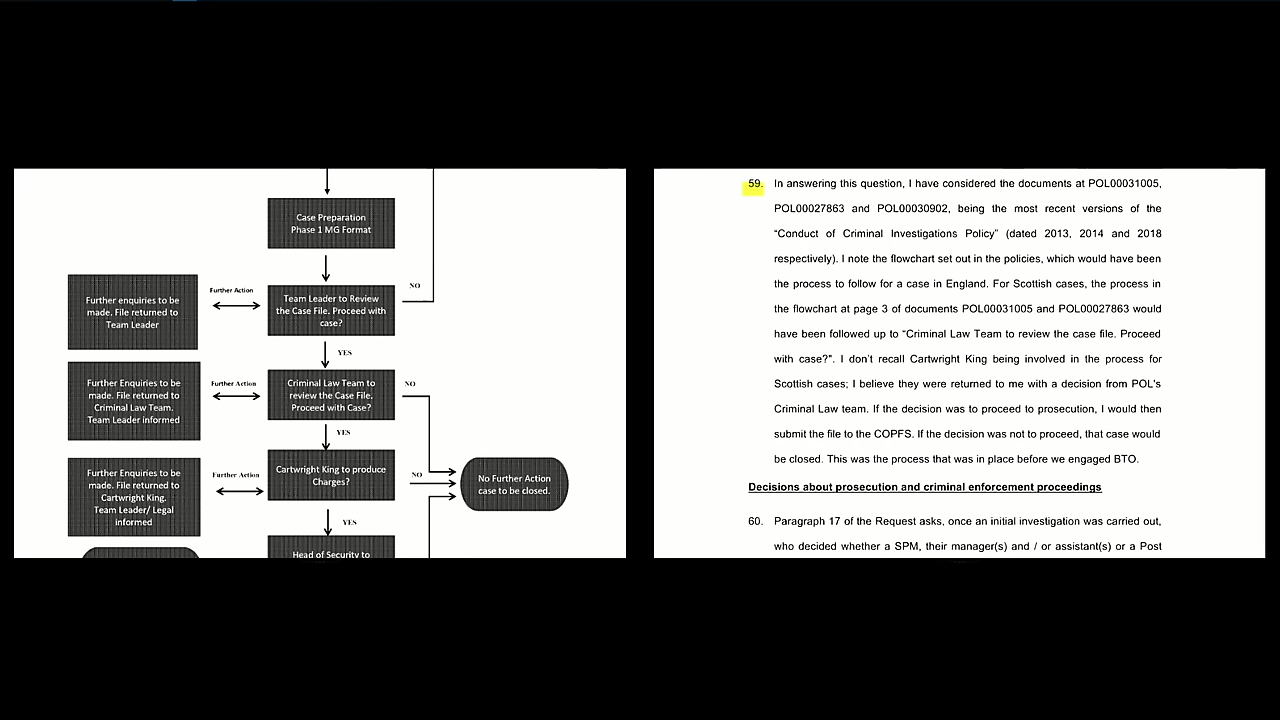 Case Preparation
Phase 1 MG Format
NO
Further enquiries to be
made. File returned to
Team Leader
Further Action
Team Leader to Review
the Case File. Proceed with
case?
YES
Further Enquiries to be
made. File returned to
Criminal Law Team.
Team Leader informed
Further Action
Criminal Law Team to
review the Case File.
Proceed with Case?
NO
YES
Further Enquiries to be
made. File returned to
Cartwright King.
Team Leader/ Legal
informed
Further Action
Cartwright King to produce
Charges?
NO
No Further Action
case to be closed.
YES
Head of Security to
59. In answering this question, I have considered the documents at POL00031005,
POL00027863 and POL00030902, being the most recent versions of the
“Conduct of Criminal Investigations Policy” (dated 2013, 2014 and 2018
respectively). I note the flowchart set out in the policies, which would have been
the process to follow for a case in England. For Scottish cases, the process in
the flowchart at page 3 of documents POL00031005 and POL00027863 would
have been followed up to “Criminal Law Team to review the case file. Proceed
with case?”. I don’t recall Cartwright King being involved in the process for
Scottish cases; I believe they were returned to me with a decision from POL’s
Criminal Law team. If the decision was to proceed to prosecution, I would then
submit the file to the COPFS. If the decision was not to proceed, that case would
be closed. This was the process that was in place before we engaged BTO.
Decisions about prosecution and criminal enforcement proceedings
60. Paragraph 17 of the Request asks, once an initial investigation was carried out,
who decided whether a SPM, their manager(s) and / or assistant(s) or a Post